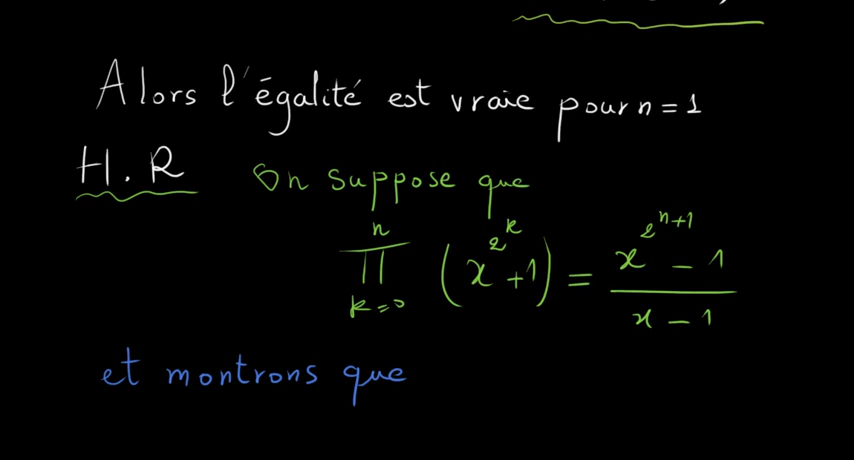 Alors l'égalité est vraie pour n = 1
H.R On suppose que
∏_{k=0}^{n} (x^{2^k} + 1) = \frac{x^{2^{n+1}} - 1}{x - 1}
et montrons que